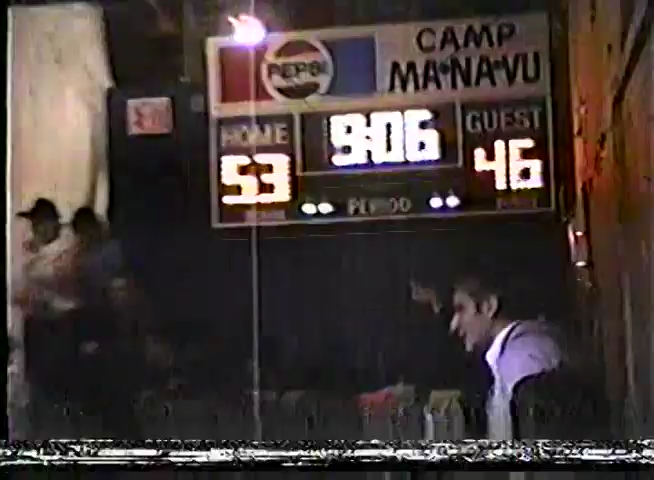 PEPSI
CAMP
MA•NA•VU
HOME
9:06
GUEST
53
46
PERIOD